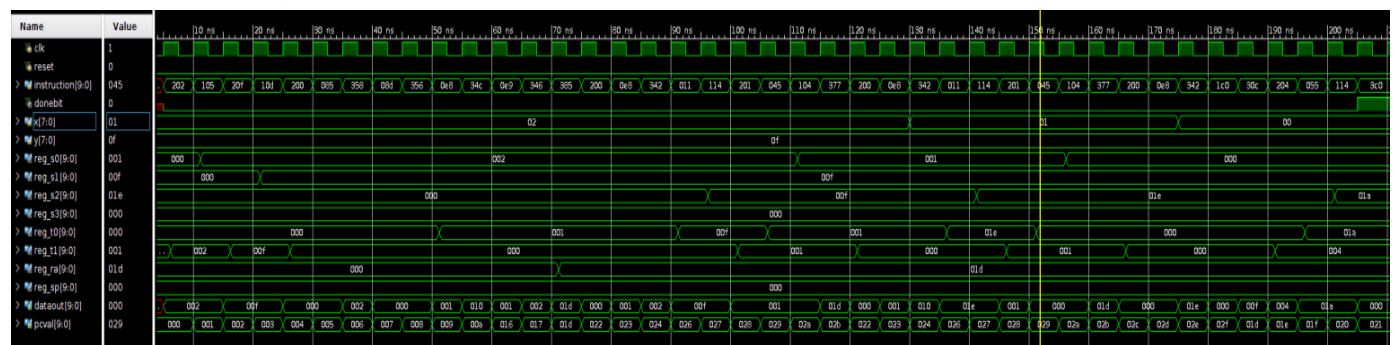 Name Value 10 ns 20 ns 30 ns 40 ns 50 ns 60 ns 70 ns 80 ns 90 ns 100 ns 110 ns 120 ns 130 ns 140 ns 150 ns 160 ns 170 ns 180 ns 190 ns 200 ns
clk 1
reset 0
instruction[9:0] 045 202 105 20f 10d 200 085 358 08d 356 0e8 34c 0e9 346 385 200 0e8 342 011 114 201 045 104 377 200 0e8 342 011 114 201 045 104 377 200 0e8 342 1c0 30c 204 055 114 3c0
donebit 0
x[7:0] 01 02 01 00
y[7:0] 0f 0f
reg_s0[9:0] 001 000 002 001 000
reg_s1[9:0] 00f 000 00f
reg_s2[9:0] 01e 000 00f 01e 01a
reg_s3[9:0] 000 000
reg_t0[9:0] 000 000 001 00f 001 01e 000 01a
reg_t1[9:0] 001 .. 002 00f 000 001 000 001 000 004
reg_ra[9:0] 01d 000 01d
reg_sp[9:0] 000 000
dataout[9:0] 000 002 00f 000 002 000 001 010 001 002 01d 000 001 002 00f 001 01d 000 001 010 01e 001 000 01d 000 01e 000 00f 004 01a 000
pcval[9:0] 029 000 001 002 003 004 005 006 007 008 009 00a 016 017 01d 022 023 024 026 027 028 029 02a 02b 022 023 024 026 027 028 029 02a 02b 02c 02d 02e 02f 01d 01e 01f 020 021